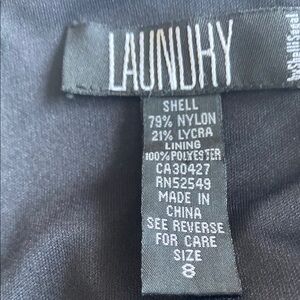 LAUNDRY
by Shelli Segal
SHELL
79% NYLON
21% LYCRA
LINING
100% POLYESTER
CA30427
RN52549
MADE IN
CHINA
SEE REVERSE
FOR CARE
SIZE
8